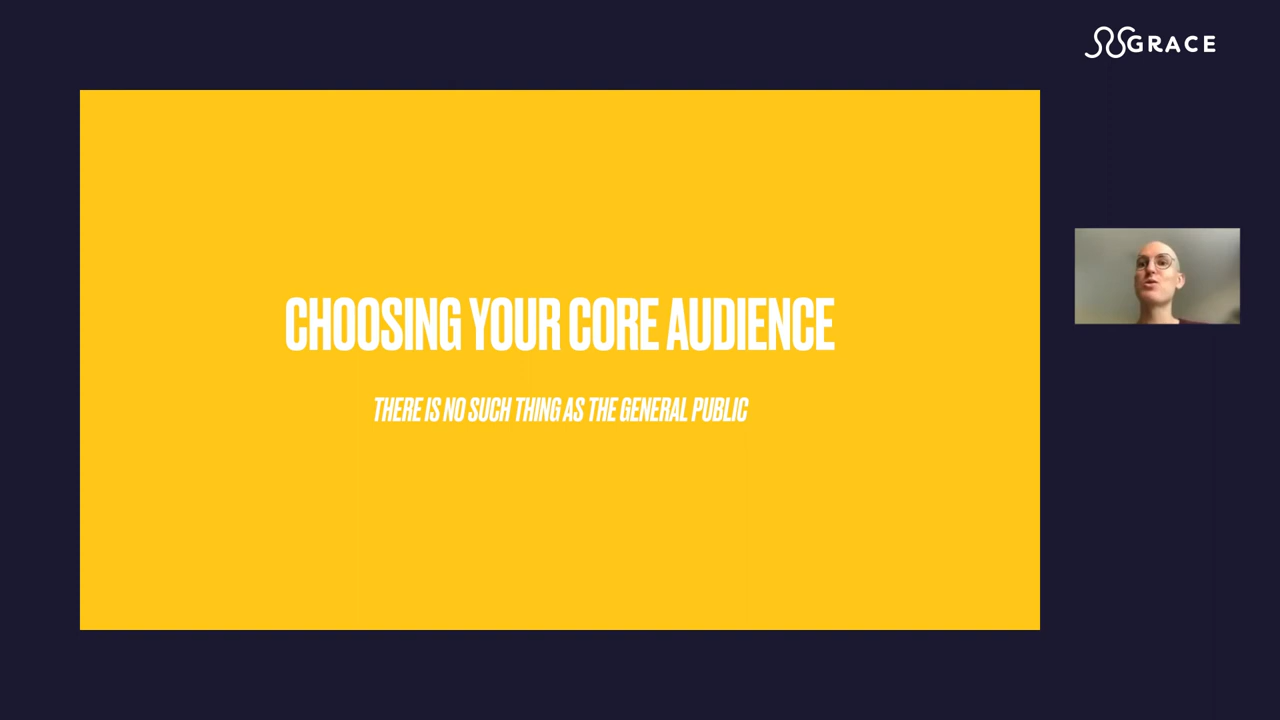 GRACE
CHOOSING YOUR CORE AUDIENCE
THERE IS NO SUCH THING AS THE GENERAL PUBLIC